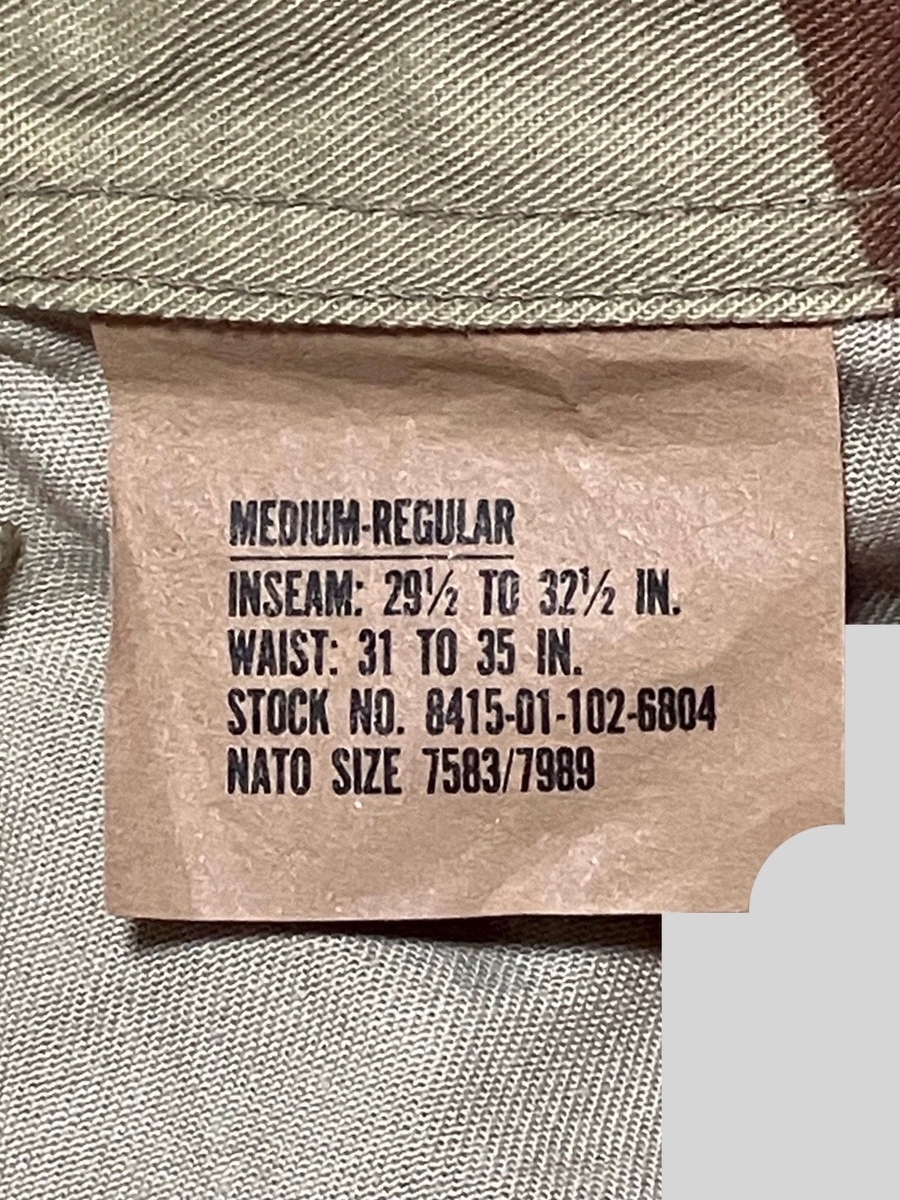 MEDIUM-REGULAR
INSEAM: 29½ TO 32½ IN.
WAIST: 31 TO 35 IN.
STOCK NO. 8415-01-102-6804
NATO SIZE 7583/7989